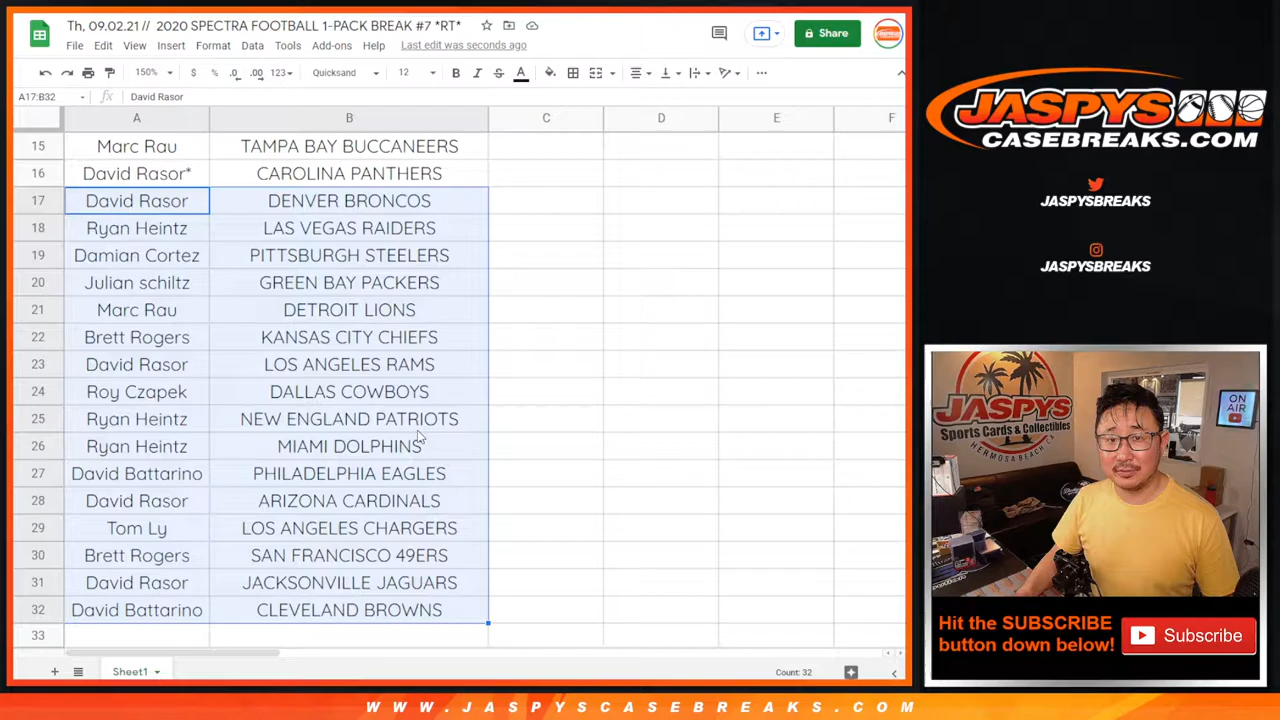 Th, 09.02.21 // 2020 SPECTRA FOOTBALL 1-PACK BREAK #7 *RT*
File Edit View Insert Format Data Tools Add-ons Help Last edit was seconds ago
Share
150% $ % .0 .00 123 Quicksand 12 B I S A
A17:B32 fx David Rasor
A B C D E F
15 Marc Rau TAMPA BAY BUCCANEERS
16 David Rasor* CAROLINA PANTHERS
17 David Rasor DENVER BRONCOS
18 Ryan Heintz LAS VEGAS RAIDERS
19 Damian Cortez PITTSBURGH STEELERS
20 Julian schiltz GREEN BAY PACKERS
21 Marc Rau DETROIT LIONS
22 Brett Rogers KANSAS CITY CHIEFS
23 David Rasor LOS ANGELES RAMS
24 Roy Czapek DALLAS COWBOYS
25 Ryan Heintz NEW ENGLAND PATRIOTS
26 Ryan Heintz MIAMI DOLPHINS
27 David Battarino PHILADELPHIA EAGLES
28 David Rasor ARIZONA CARDINALS
29 Tom Ly LOS ANGELES CHARGERS
30 Brett Rogers SAN FRANCISCO 49ERS
31 David Rasor JACKSONVILLE JAGUARS
32 David Battarino CLEVELAND BROWNS
33
Sheet1
Count: 32
JASPYS
CASEBREAKS.COM
JASPYSBREAKS
JASPYSBREAKS
JASPYS
Sports Cards & Collectibles
HERMOSA BEACH, CA
ON AIR
Hit the SUBSCRIBE
button down below!
Subscribe
WWW.JASPYSCASEBREAKS.COM